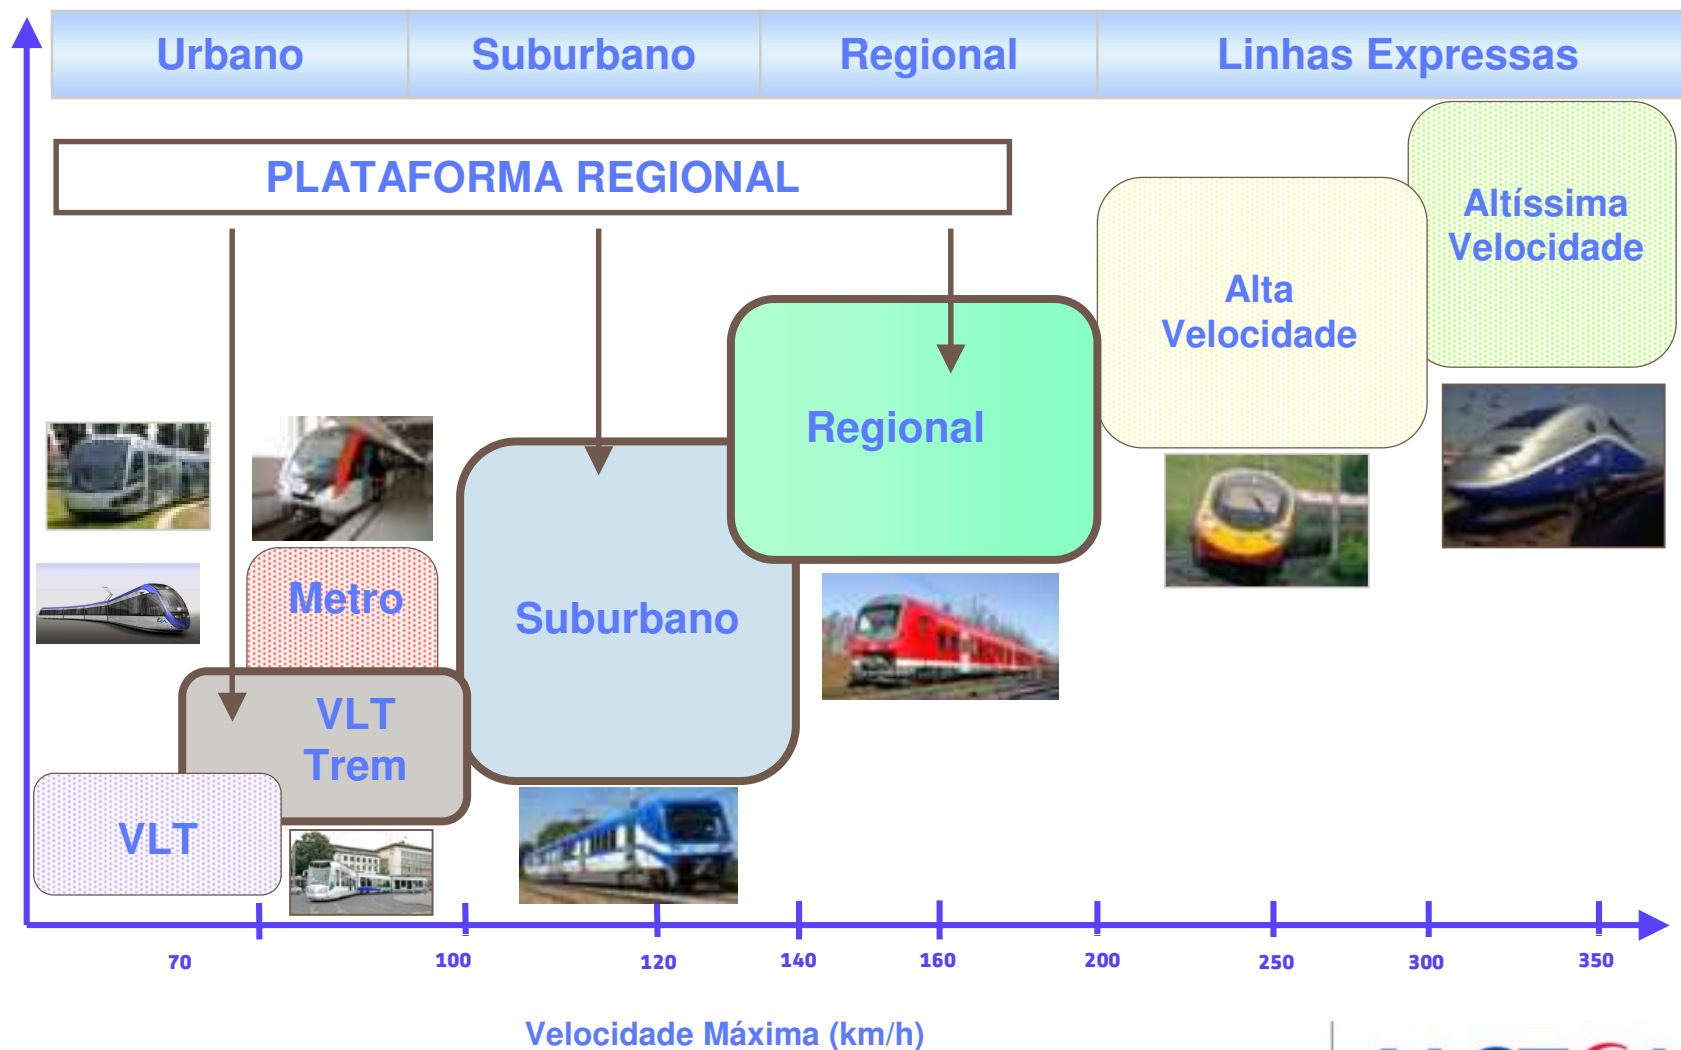 Urbano
Suburbano
Regional
Linhas Expressas
PLATAFORMA REGIONAL
Altíssima
Velocidade
Alta
Velocidade
Regional
Metro
Suburbano
VLT
Trem
VLT
70
100
120
140
160
200
250
300
350
Velocidade Máxima (km/h)